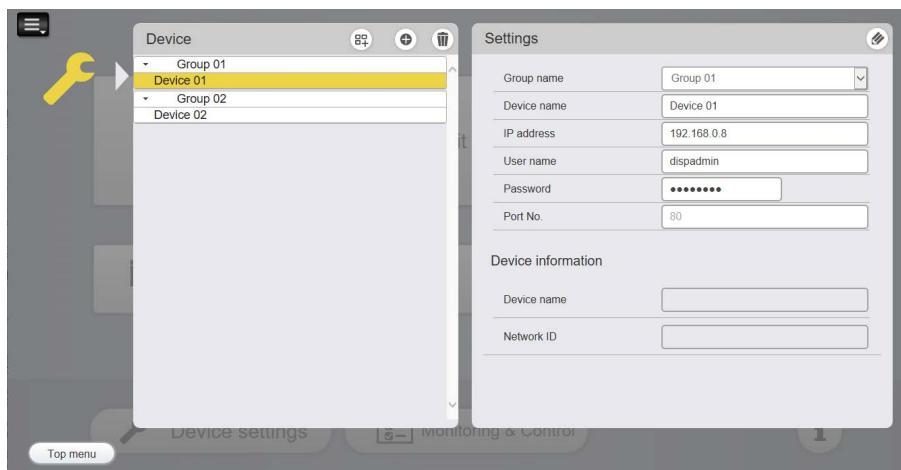 Device
Group 01
Device 01
Group 02
Device 02
Settings
Group name Group 01
Device name Device 01
IP address 192.168.0.8
User name dispadmin
Password ••••••••
Port No. 80
Device information
Device name
Network ID
it
Device settings
Monitoring & Control
Top menu